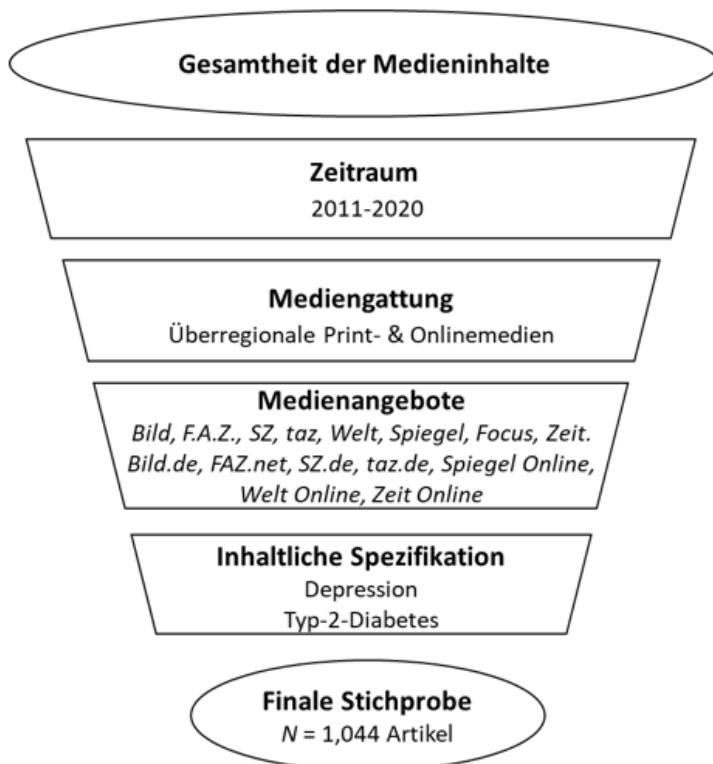 Gesamtheit der Medieninhalte
Zeitraum
2011-2020
Mediengattung
Überregionale Print- & Onlinemedien
Medienangebote
Bild, F.A.Z., SZ, taz, Welt, Spiegel, Focus, Zeit.
Bild.de, FAZ.net, SZ.de, taz.de, Spiegel Online,
Welt Online, Zeit Online
Inhaltliche Spezifikation
Depression
Typ-2-Diabetes
Finale Stichprobe
N = 1,044 Artikel